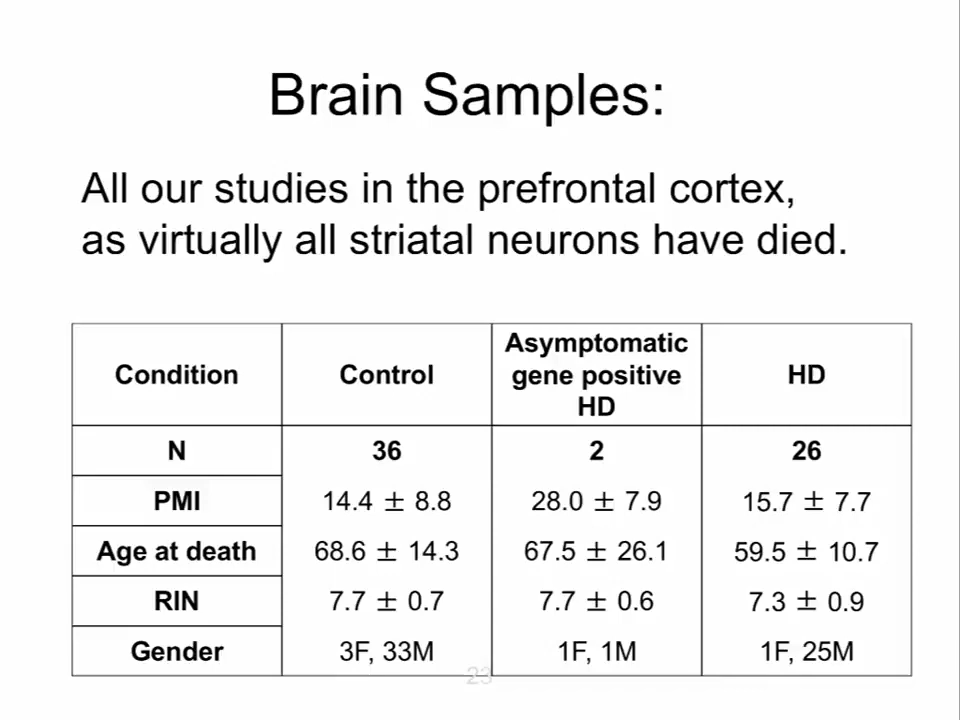 Brain Samples:
All our studies in the prefrontal cortex,
as virtually all striatal neurons have died.
Condition Control Asymptomatic gene positive HD HD
N 36 2 26
PMI 14.4 ± 8.8 28.0 ± 7.9 15.7 ± 7.7
Age at death 68.6 ± 14.3 67.5 ± 26.1 59.5 ± 10.7
RIN 7.7 ± 0.7 7.7 ± 0.6 7.3 ± 0.9
Gender 3F, 33M 1F, 1M 1F, 25M
23